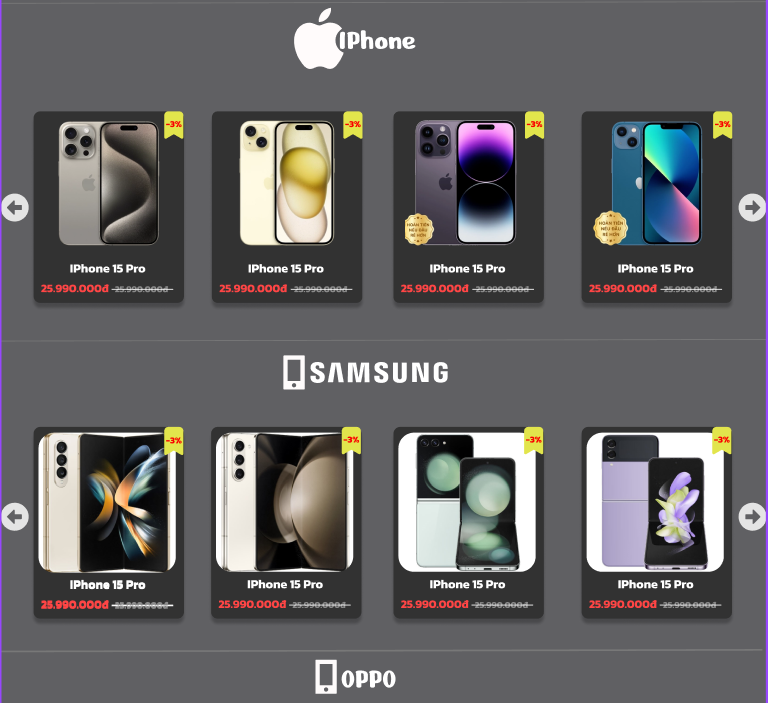 IPhone
-3%
-3%
-3%
-3%
HOÀN TIỀN
NẾU ĐÂU
RẺ HƠN
HOÀN TIỀN
NẾU ĐÂU
RẺ HƠN
IPhone 15 Pro
IPhone 15 Pro
IPhone 15 Pro
IPhone 15 Pro
25.990.000đ 25.990.000đ
25.990.000đ 25.990.000đ
25.990.000đ 25.990.000đ
25.990.000đ 25.990.000đ
SAMSUNG
-3%
-3%
-3%
-3%
IPhone 15 Pro
IPhone 15 Pro
IPhone 15 Pro
IPhone 15 Pro
25.990.000đ 25.990.000đ
25.990.000đ 25.990.000đ
25.990.000đ 25.990.000đ
25.990.000đ 25.990.000đ
OPPO